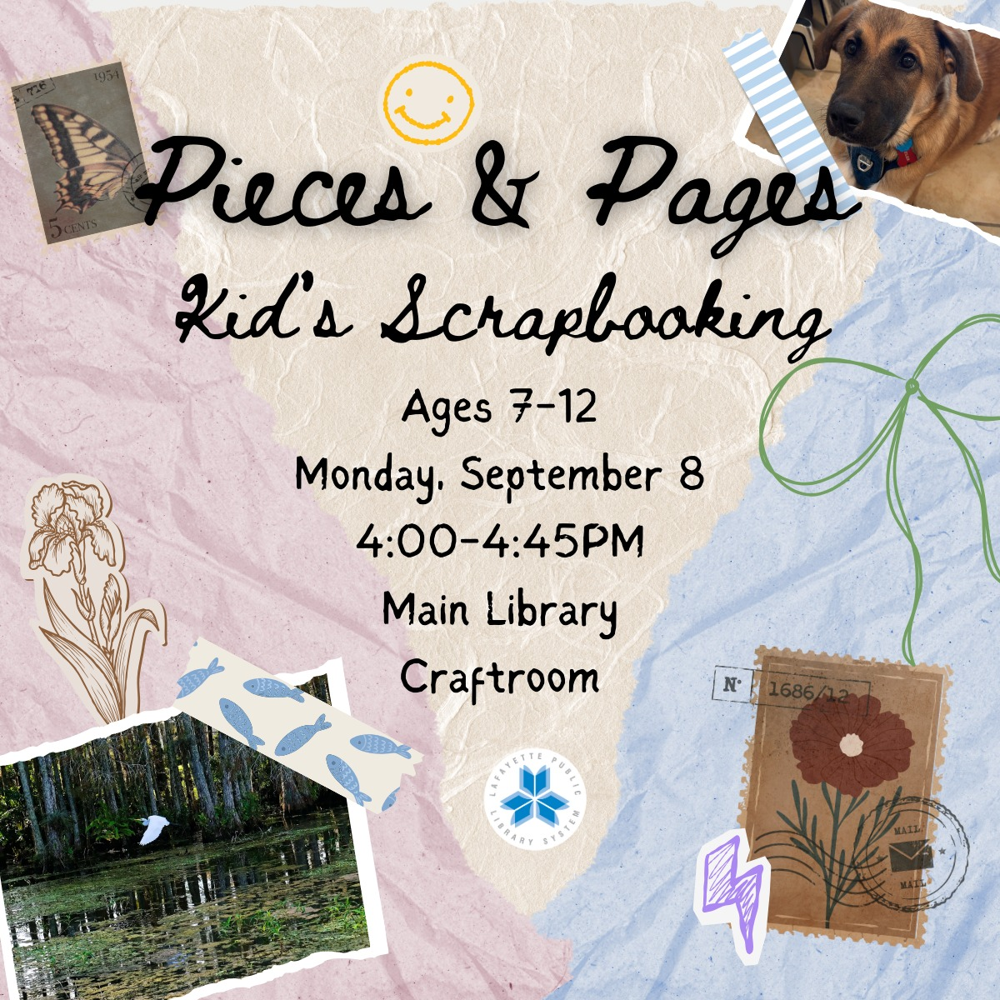 1954
716
5 CENTS
Pieces & Pages
Kid's Scrapbooking
Ages 7-12
Monday, September 8
4:00-4:45PM
Main Library
Craftroom
LAFAYETTE PUBLIC
LIBRARY SYSTEM
Nº 1686/12
MAIL
MAIL